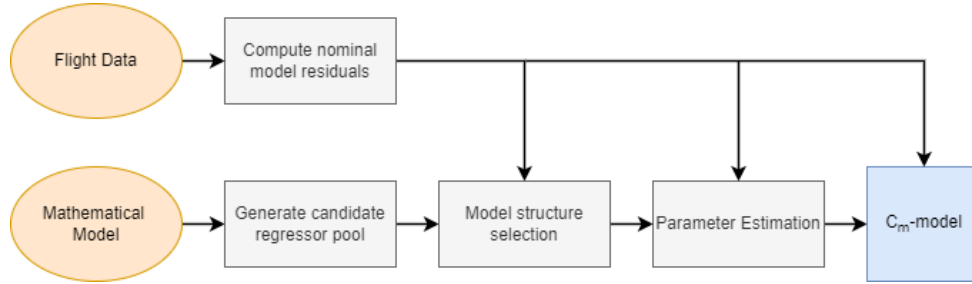 Flight Data
Compute nominal
model residuals
Mathematical
Model
Generate candidate
regressor pool
Model structure
selection
Parameter Estimation
Cₘ-model